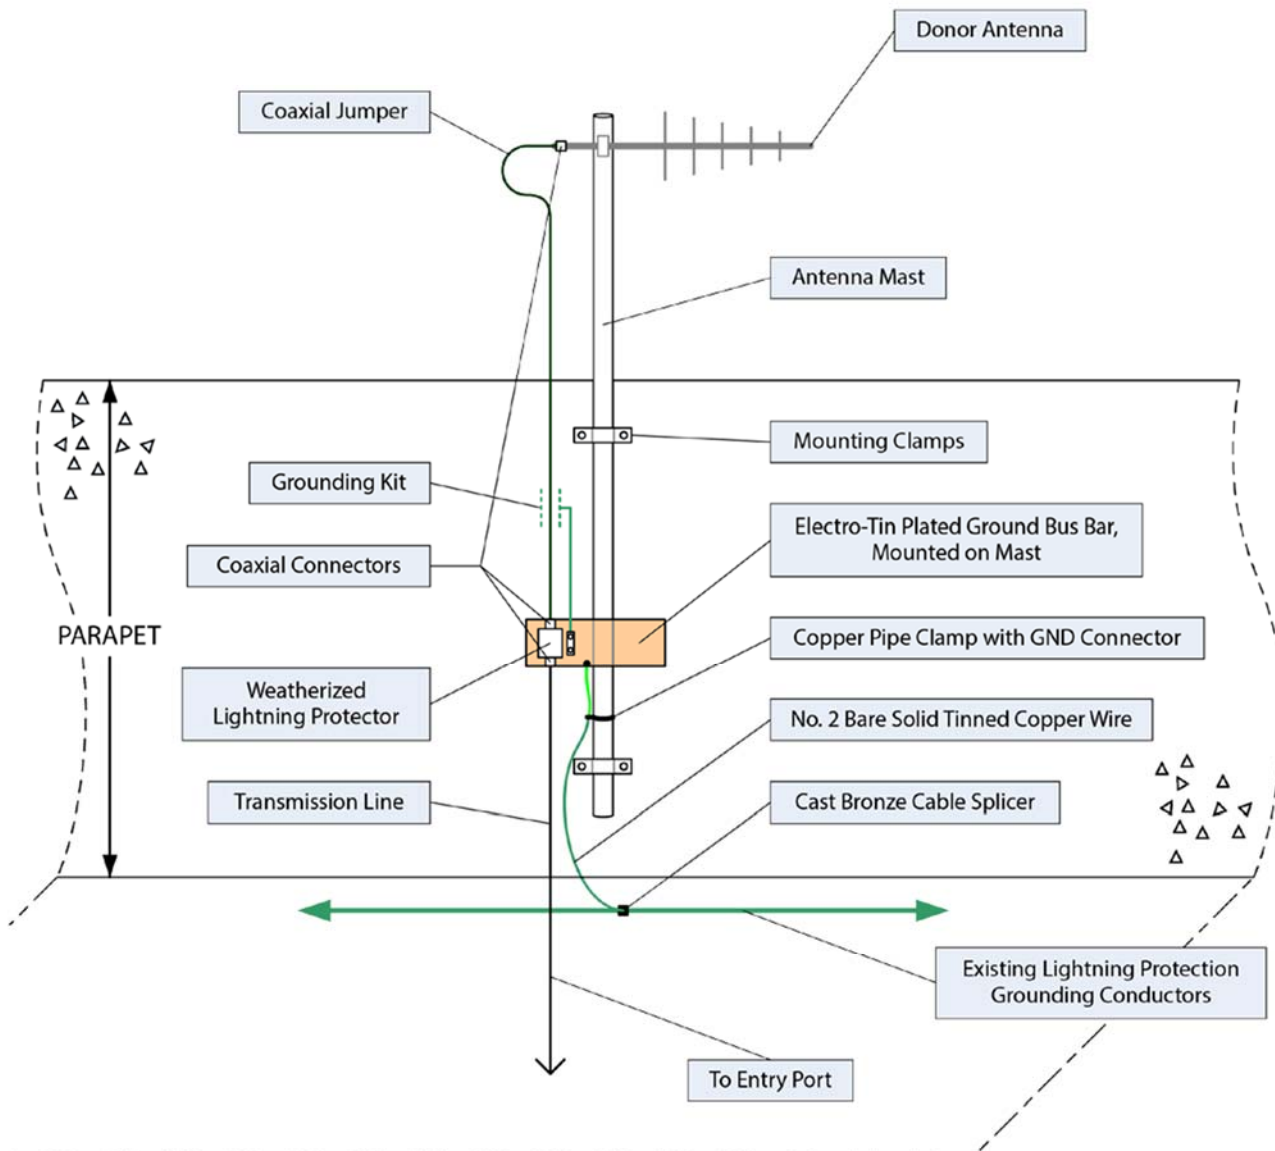 Donor Antenna
Coaxial Jumper
Antenna Mast
Mounting Clamps
Grounding Kit
Electro-Tin Plated Ground Bus Bar,
Mounted on Mast
Coaxial Connectors
PARAPET
Copper Pipe Clamp with GND Connector
Weatherized
Lightning Protector
No. 2 Bare Solid Tinned Copper Wire
Transmission Line
Cast Bronze Cable Splicer
Existing Lightning Protection
Grounding Conductors
To Entry Port